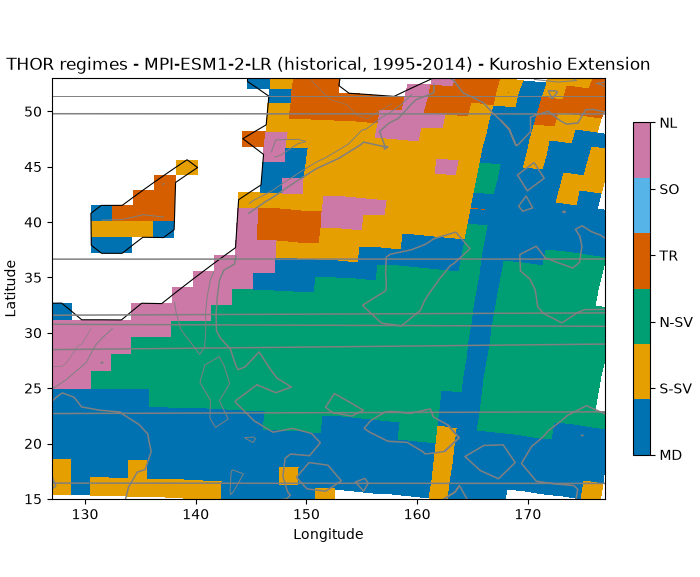 THOR regimes - MPI-ESM1-2-LR (historical, 1995-2014) - Kuroshio Extension
50
45
40
35
30
25
20
15
Latitude
130
140
150
160
170
Longitude
NL
SO
TR
N-SV
S-SV
MD